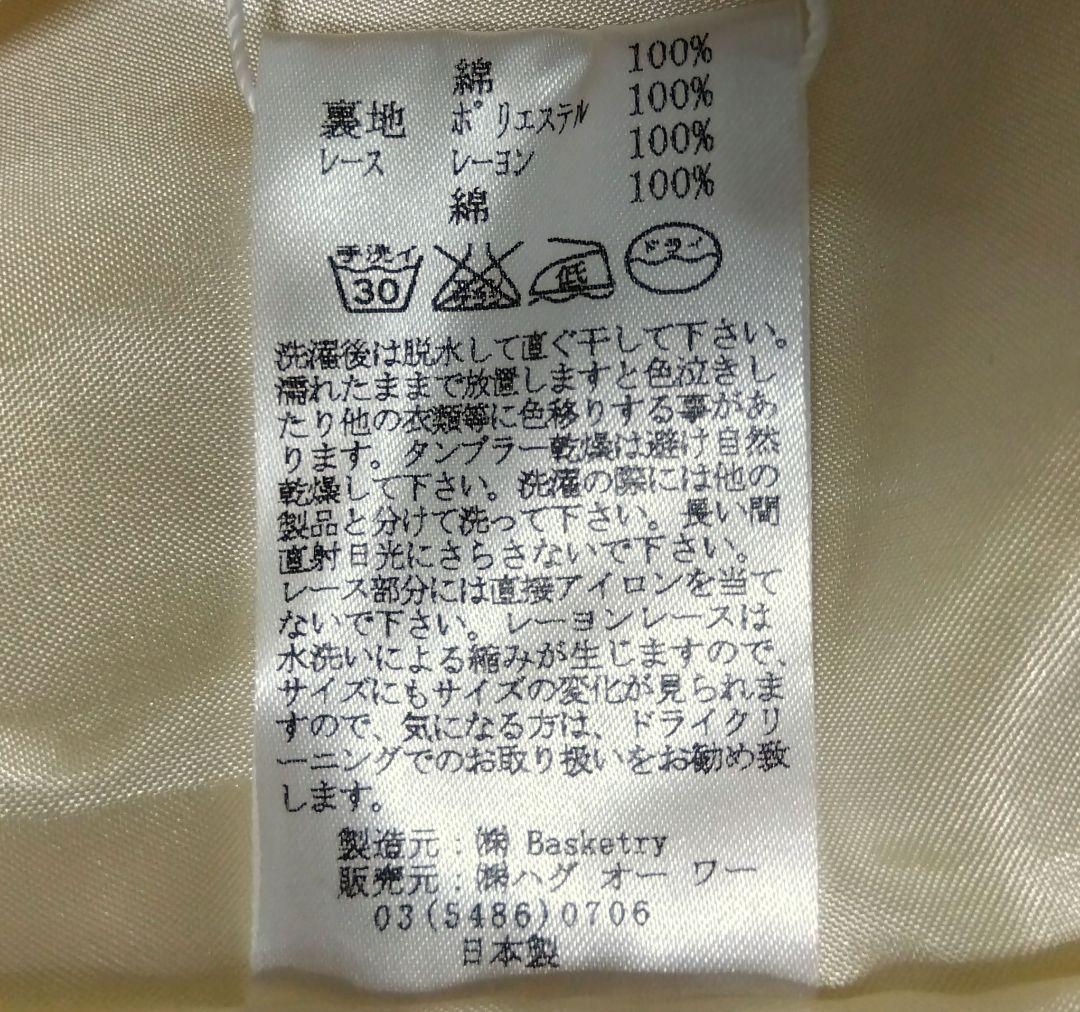 綿 100%
裏地 ポリエステル 100%
レース レーヨン 100%
綿 100%
手洗イ 30 低 ドライ
洗濯後は脱水して直ぐ干して下さい。
濡れたままで放置しますと色泣きし
たり他の衣類等に色移りする事があ
ります。タンブラー乾燥は避け自然
乾燥して下さい。洗濯の際には他の
製品と分けて洗って下さい。長い間
直射日光にさらさないで下さい。
レース部分には直接アイロンを当て
ないで下さい。レーヨンレースは
水洗いによる縮みが生じますので、
サイズにもサイズの変化が見られま
すので、気になる方は、ドライクリ
ーニングでのお取り扱いをお勧め致
します。
製造元:㈱ Basketry
販売元:㈱ハグ オー ワー
03(5486)0706
日本製